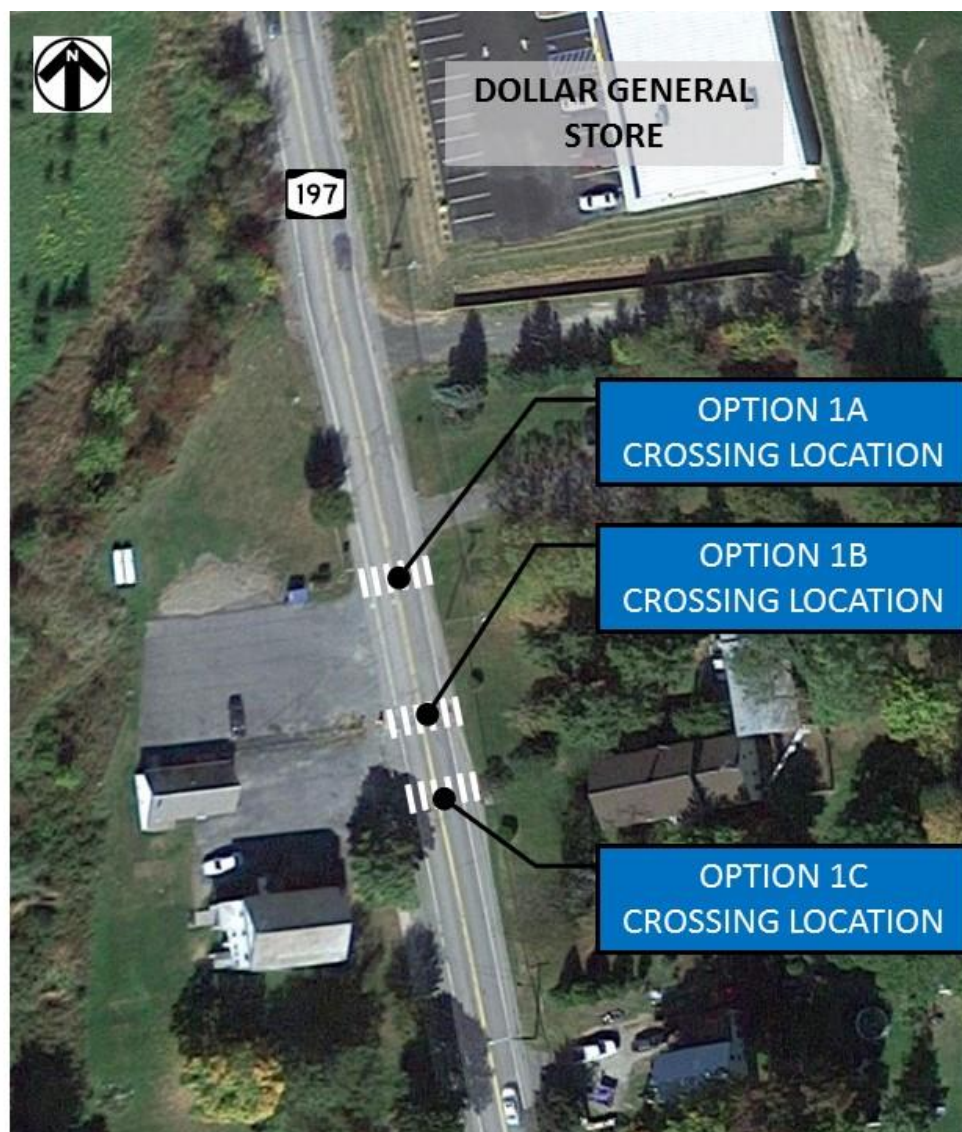 N
DOLLAR GENERAL
STORE
197
OPTION 1A
CROSSING LOCATION
OPTION 1B
CROSSING LOCATION
OPTION 1C
CROSSING LOCATION